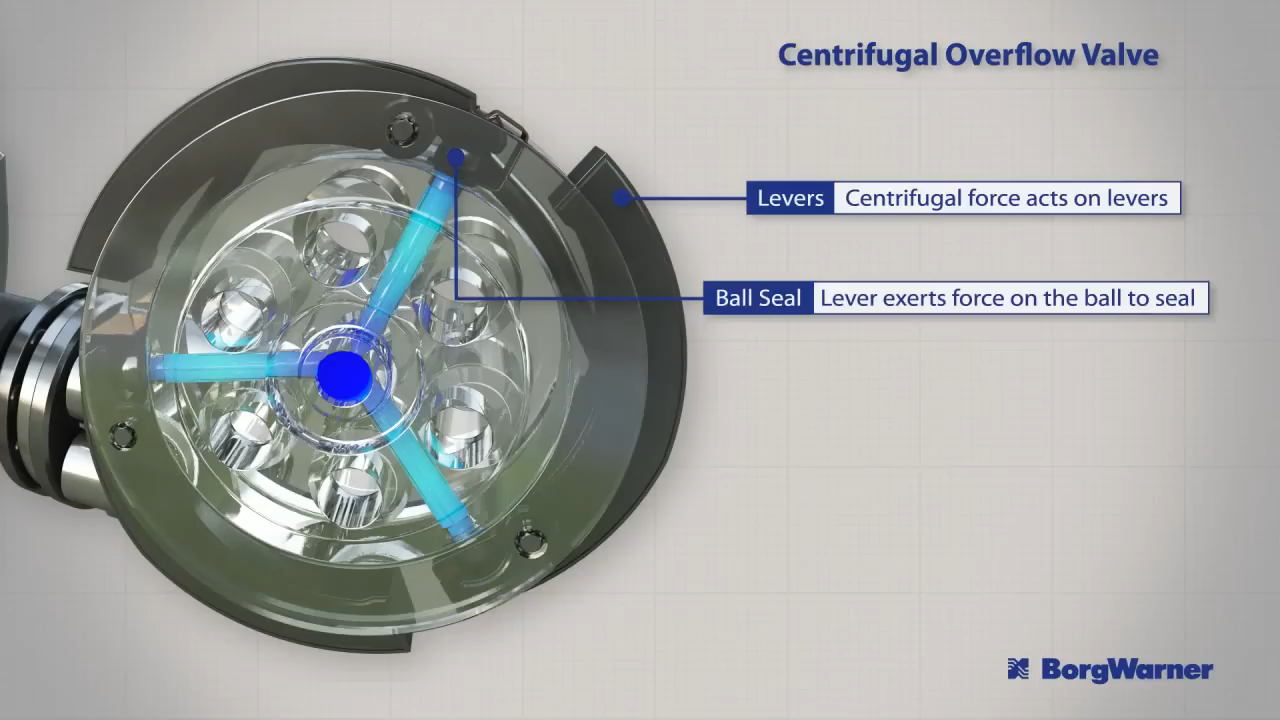 Centrifugal Overflow Valve
Levers Centrifugal force acts on levers
Ball Seal Lever exerts force on the ball to seal
BorgWarner